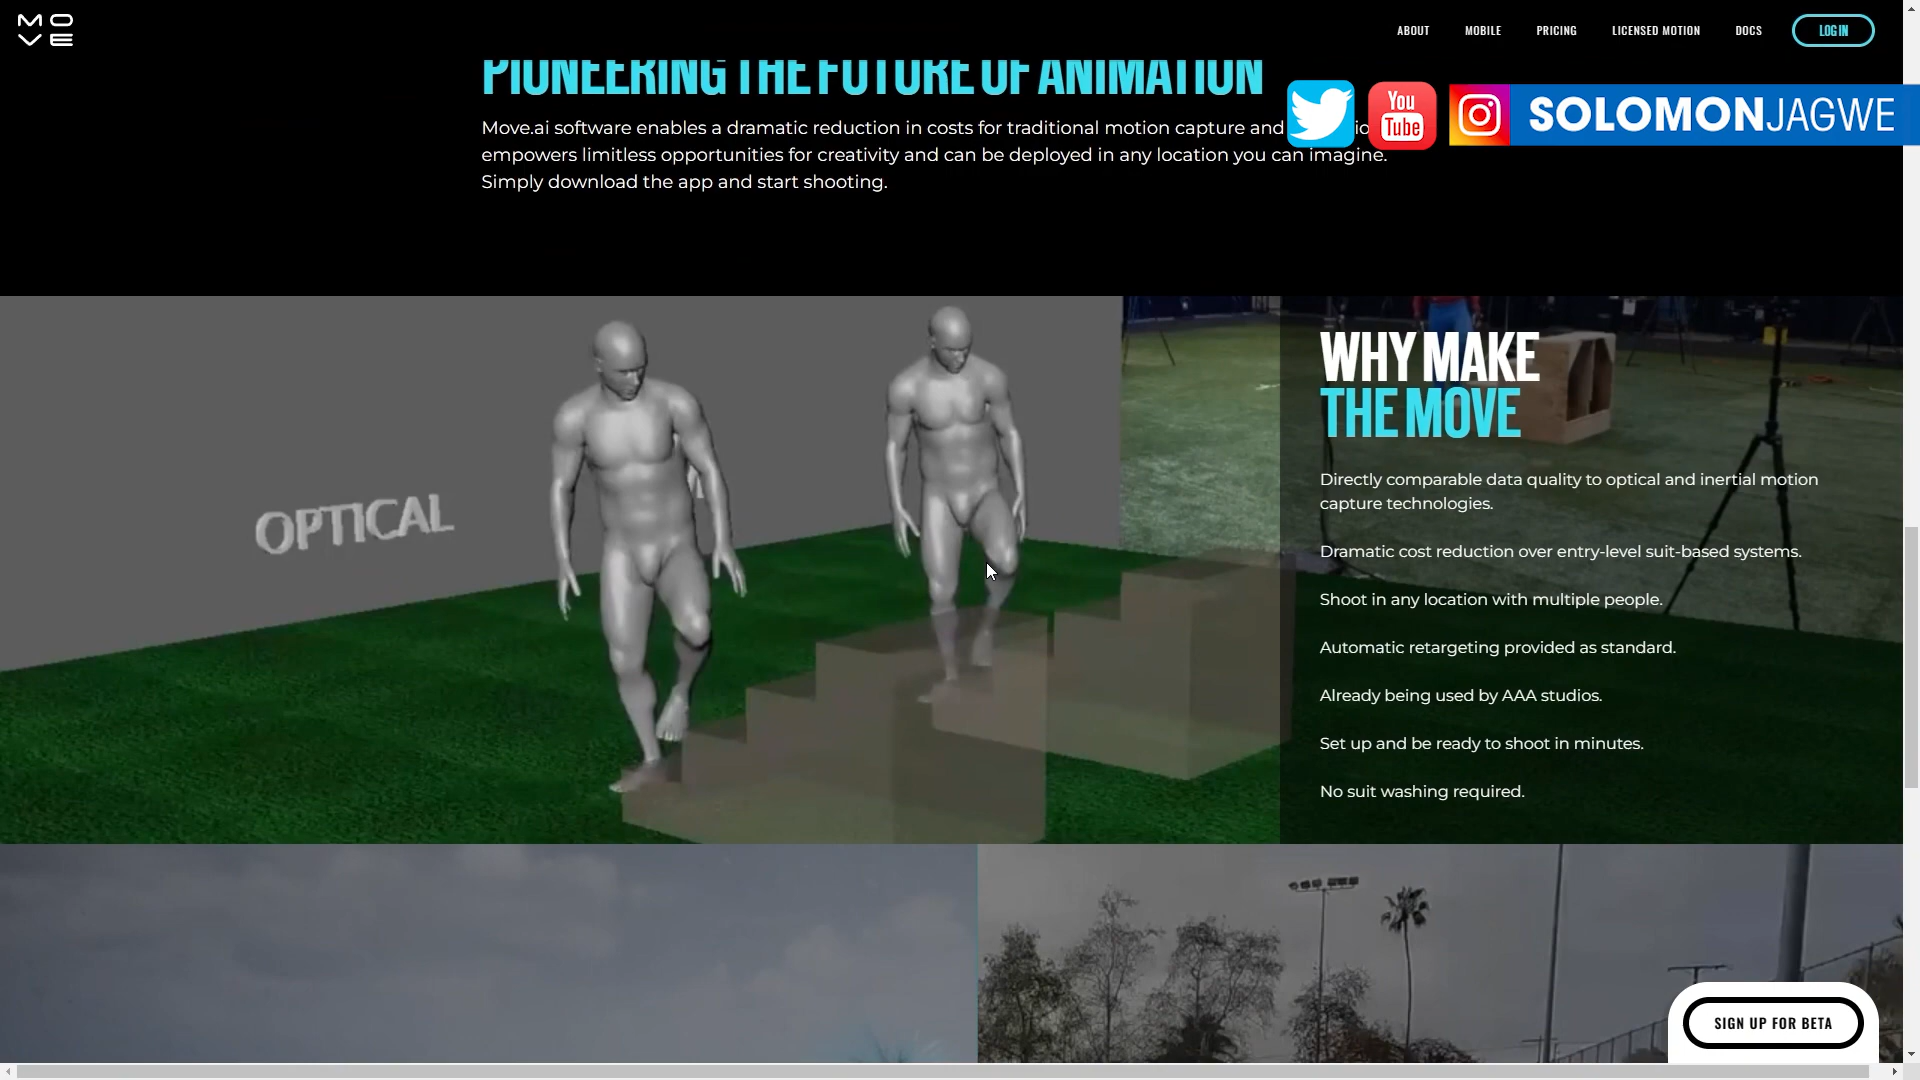 MOVE
ABOUT
MOBILE
PRICING
LICENSED MOTION
DOCS
LOG IN
PIONEERING THE FUTURE OF ANIMATION
You
Tube
SOLOMONJAGWE
Move.ai software enables a dramatic reduction in costs for traditional motion capture and
empowers limitless opportunities for creativity and can be deployed in any location you can imagine.
Simply download the app and start shooting.
OPTICAL
WHY MAKE
THE MOVE
Directly comparable data quality to optical and inertial motion
capture technologies.
Dramatic cost reduction over entry-level suit-based systems.
Shoot in any location with multiple people.
Automatic retargeting provided as standard.
Already being used by AAA studios.
Set up and be ready to shoot in minutes.
No suit washing required.
SIGN UP FOR BETA